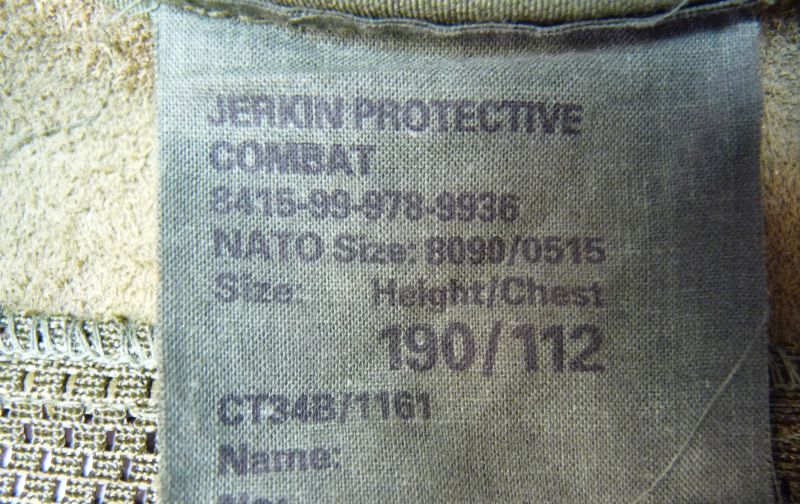 JERKIN PROTECTIVE
COMBAT
8415-99-978-9936
NATO Size: 8090/0515
Size: Height/Chest
190/112
CT34B/1161
Name:
No: